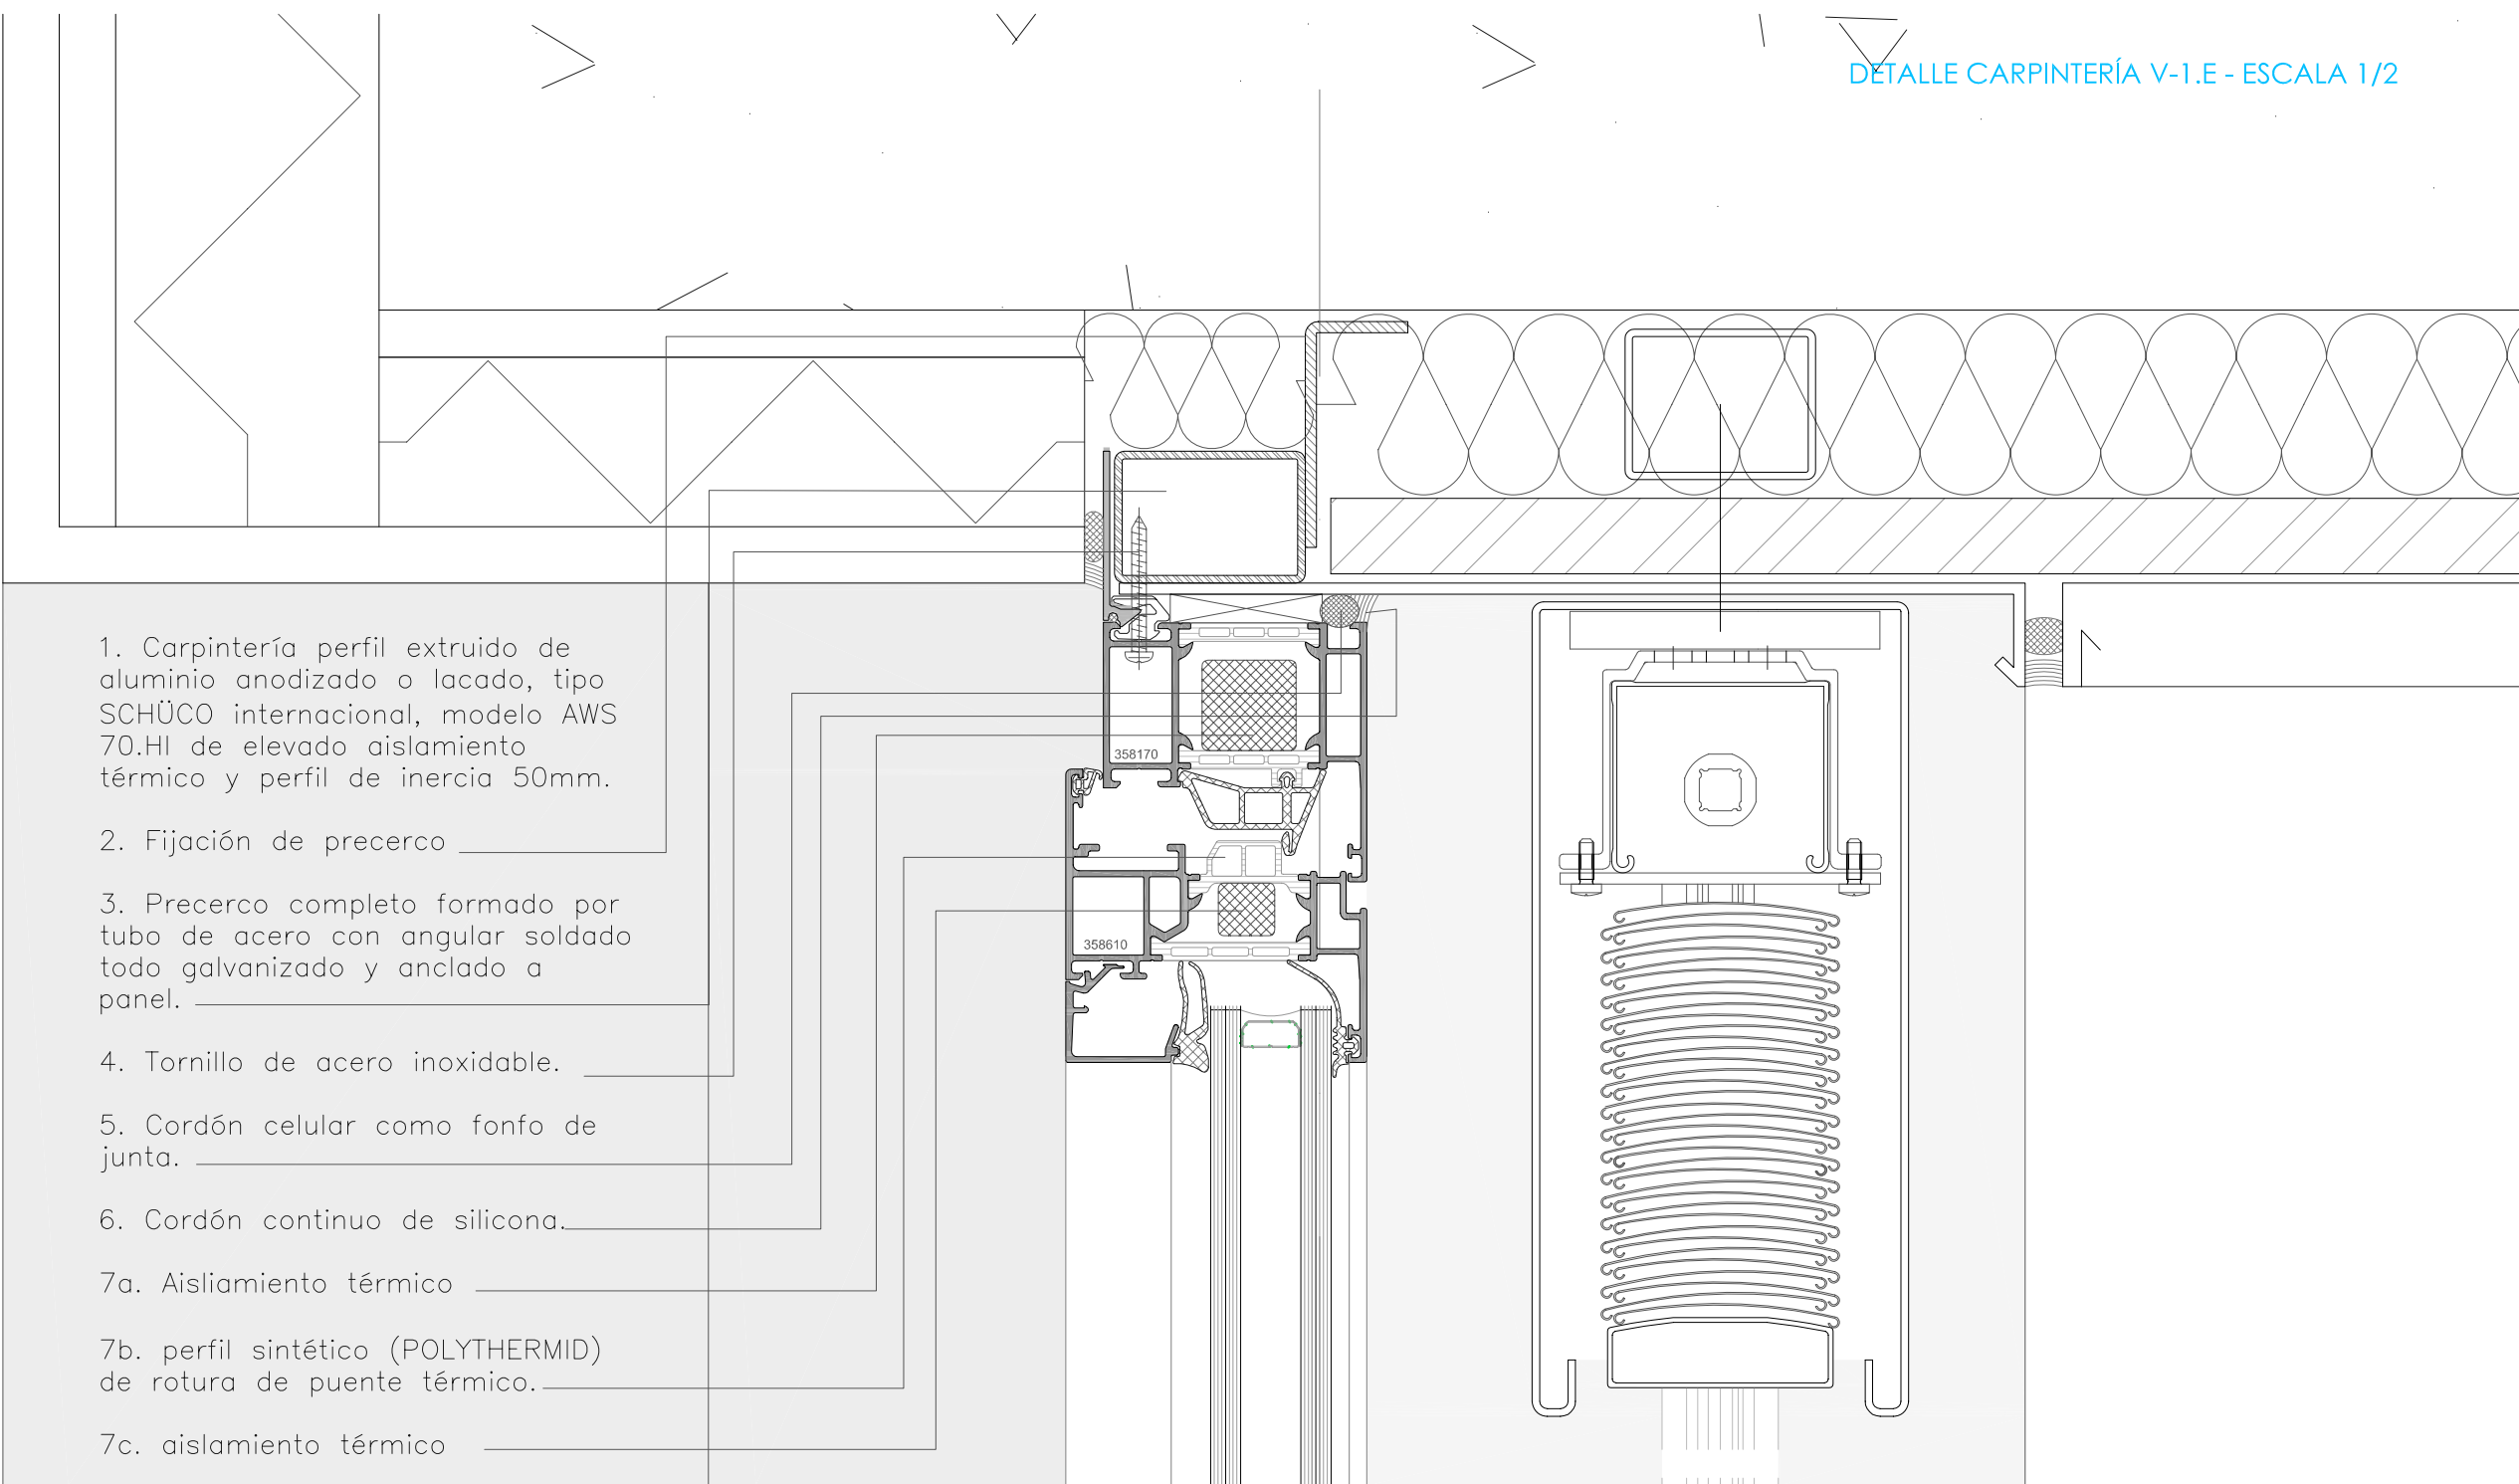 DETALLE CARPINTERÍA V-1.E - ESCALA 1/2
1. Carpintería perfil extruido de
aluminio anodizado o lacado, tipo
SCHÜCO internacional, modelo AWS
70.HI de elevado aislamiento
térmico y perfil de inercia 50mm.
2. Fijación de precerco
3. Precerco completo formado por
tubo de acero con angular soldado
todo galvanizado y anclado a
panel.
4. Tornillo de acero inoxidable.
5. Cordón celular como fonfo de
junta.
6. Cordón continuo de silicona.
7a. Aisliamiento térmico
7b. perfil sintético (POLYTHERMID)
de rotura de puente térmico.
7c. aislamiento térmico
358170
358610